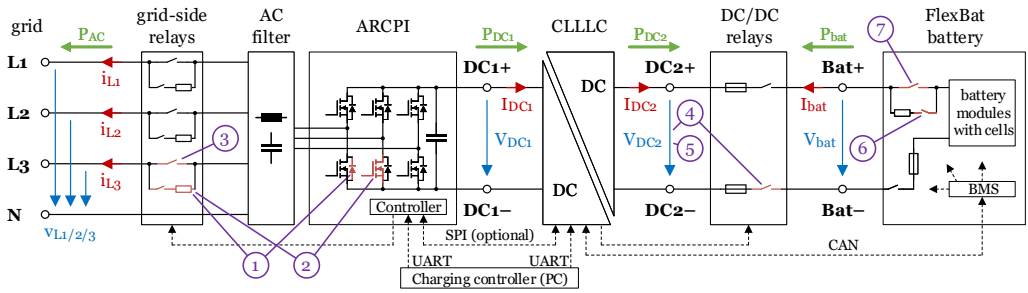 grid
grid-side
relays
AC
filter
ARCPI
CLLLC
DC/DC
relays
FlexBat
battery
P_AC
P_DC1
P_DC2
P_bat
L1
i_L1
L2
i_L2
L3
i_L3
N
v_L1/2/3
DC1+
I_DC1
V_DC1
DC1−
DC
DC
DC2+
I_DC2
V_DC2
DC2−
Bat+
I_bat
V_bat
Bat−
battery
modules
with cells
BMS
Controller
1
2
3
4
5
6
7
SPI (optional)
CAN
UART
UART
Charging controller (PC)